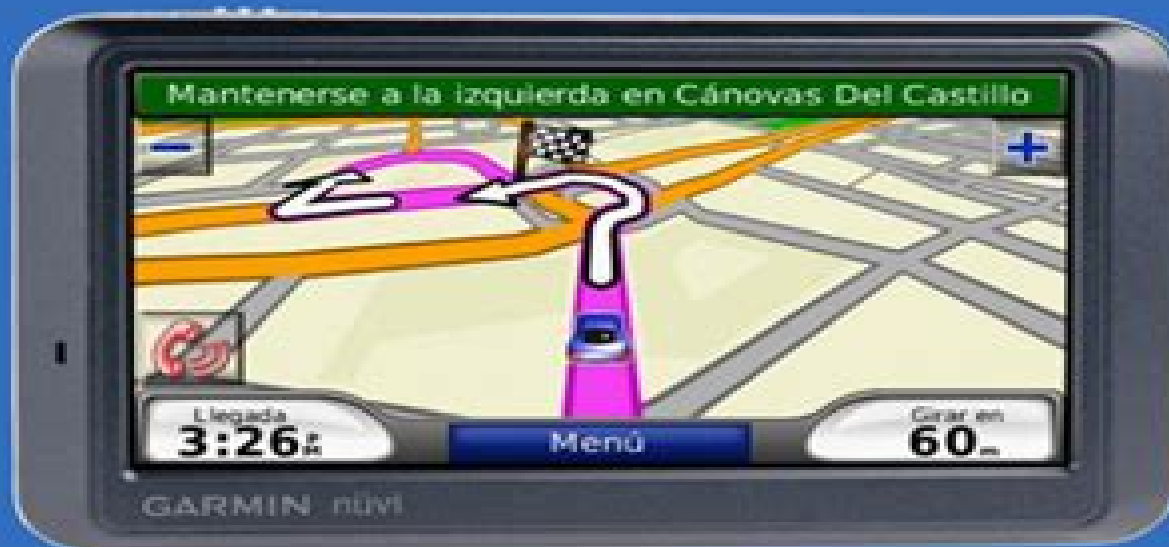 Mantenerse a la izquierda en Cánovas Del Castillo
−
+
Llegada
Girar en
3:26
60 m
Menú
GARMIN nüvi